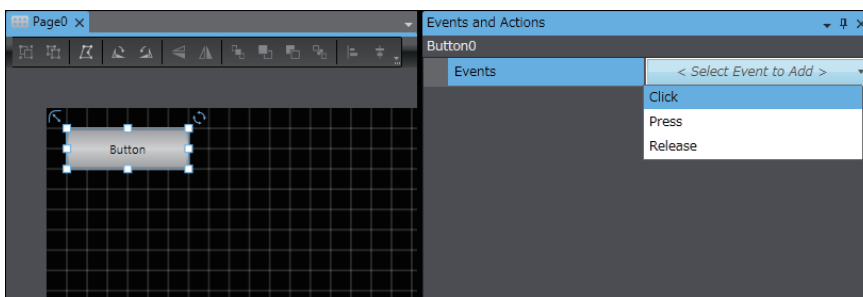 Page0
Button
Events and Actions
Button0
Events
< Select Event to Add >
Click
Press
Release